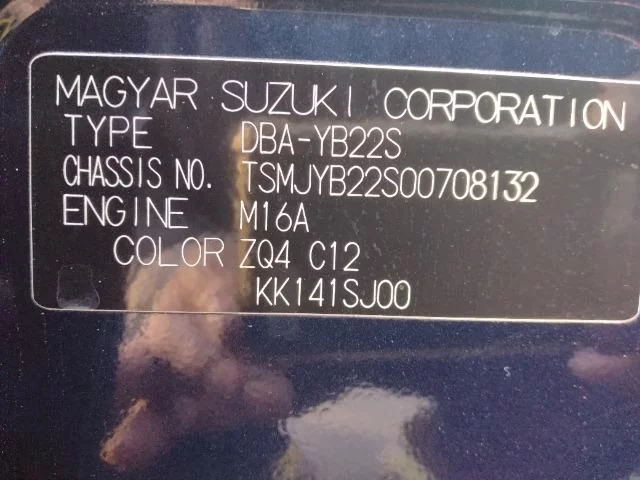 MAGYAR SUZUKI CORPORATION
TYPE DBA-YB22S
CHASSIS NO. TSMJYB22S00708132
ENGINE M16A
COLOR ZQ4 C12
KK141SJ00